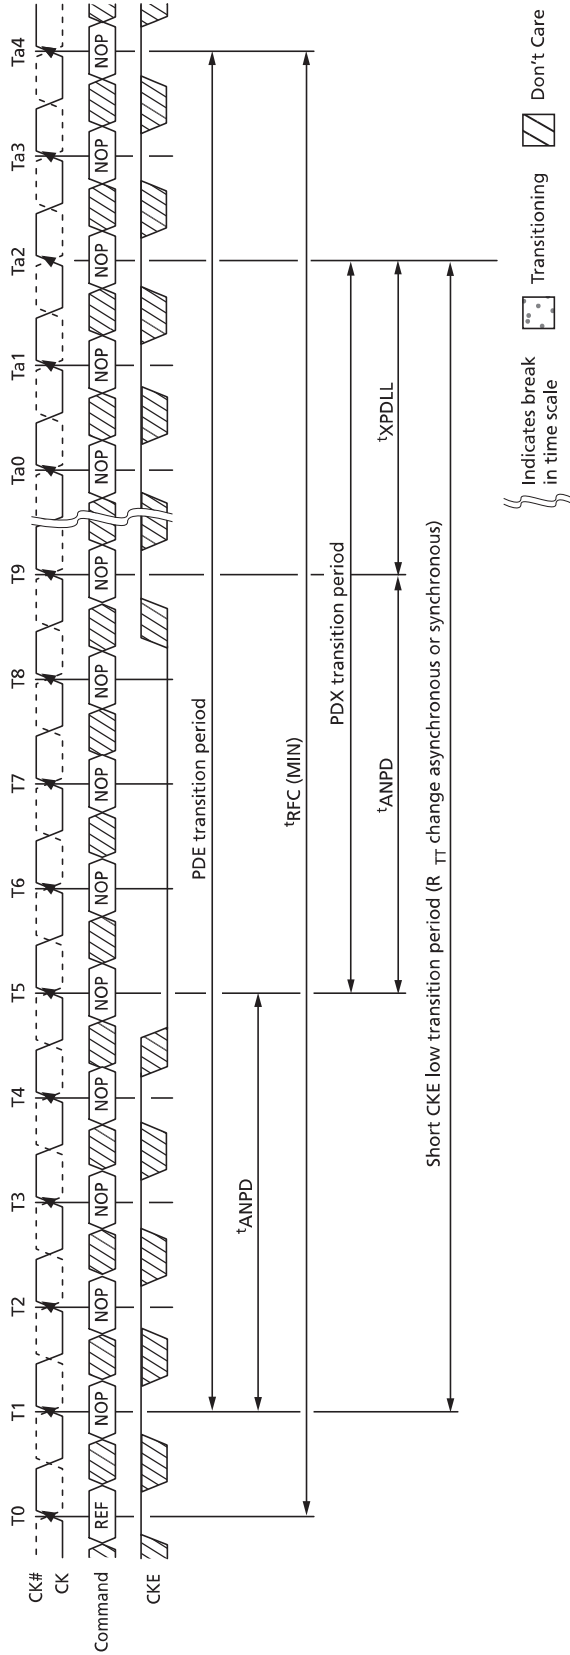 T0 T1 T2 T3 T4 T5 T6 T7 T8 T9 Ta0 Ta1 Ta2 Ta3 Ta4
CK#
CK
Command REF NOP NOP NOP NOP NOP NOP NOP NOP NOP NOP NOP NOP NOP NOP
CKE
PDE transition period
tANPD
tRFC (MIN)
PDX transition period
tANPD tXPDLL
Short CKE low transition period (R TT change asynchronous or synchronous)
Indicates break
in time scale
Transitioning
Don't Care